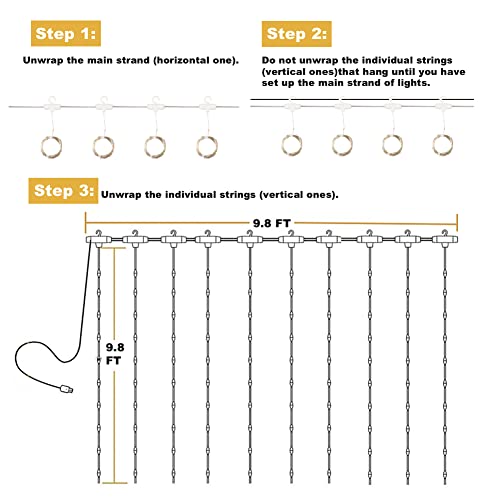 Step 1:
Unwrap the main strand (horizontal one).
Step 2:
Do not unwrap the individual strings
(vertical ones)that hang until you have
set up the main strand of lights.
Step 3:
Unwrap the individual strings (vertical ones).
9.8 FT
9.8
FT